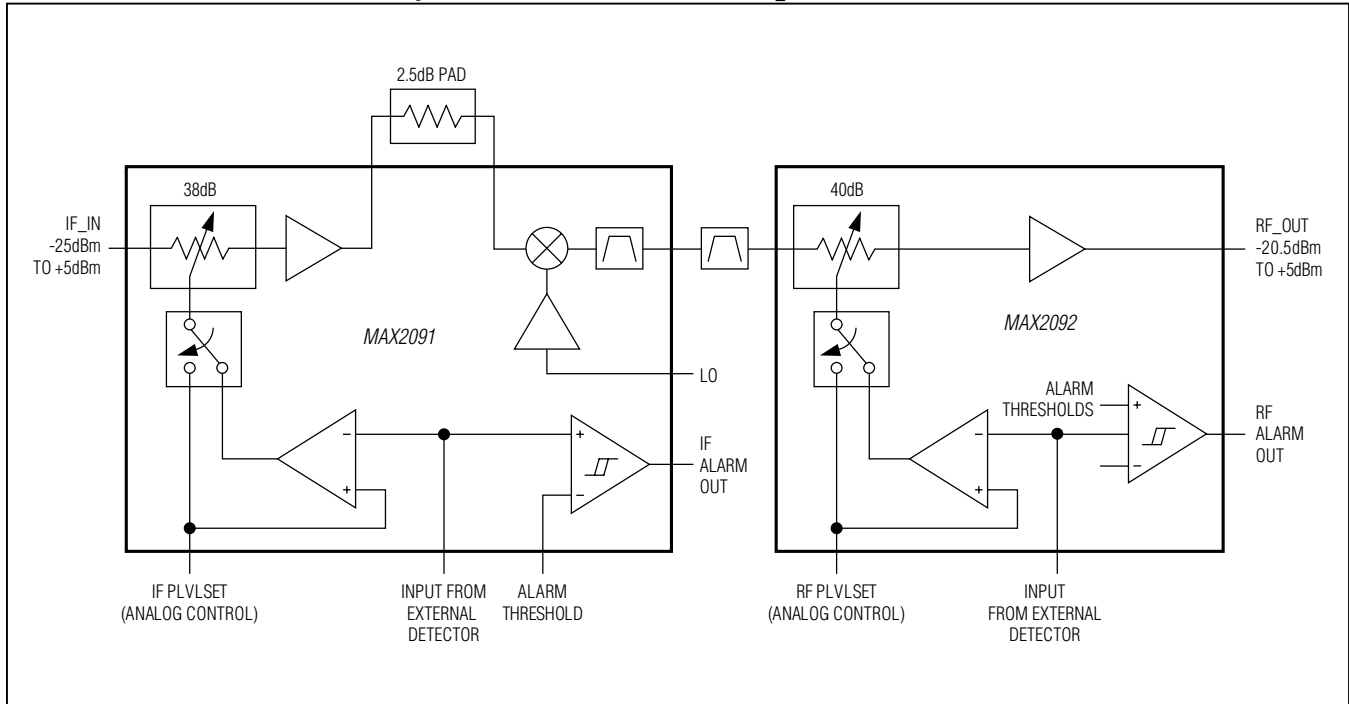 2.5dB PAD
38dB
40dB
IF_IN
-25dBm
TO +5dBm
RF_OUT
-20.5dBm
TO +5dBm
MAX2091
MAX2092
LO
ALARM
THRESHOLDS
+
-
RF
ALARM
OUT
-
+
+
-
IF
ALARM
OUT
-
+
IF PLVLSET
(ANALOG CONTROL)
INPUT FROM
EXTERNAL
DETECTOR
ALARM
THRESHOLD
RF PLVLSET
(ANALOG CONTROL)
INPUT
FROM EXTERNAL
DETECTOR